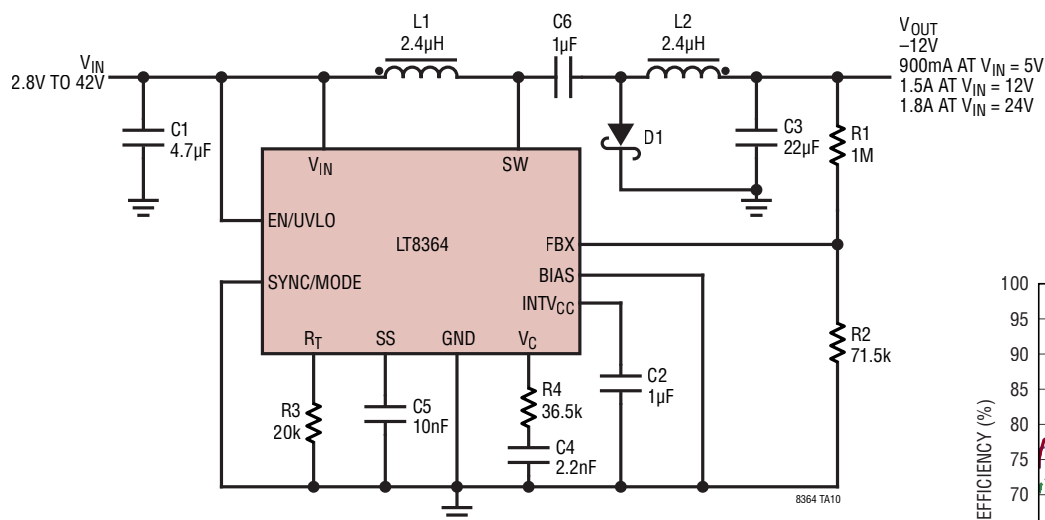 L1
2.4µH
C6
1µF
L2
2.4µH
VOUT
–12V
900mA AT VIN = 5V
1.5A AT VIN = 12V
1.8A AT VIN = 24V
VIN
2.8V TO 42V
C1
4.7µF
D1
C3
22µF
R1
1M
VIN
SW
EN/UVLO
LT8364
FBX
SYNC/MODE
BIAS
INTVCC
RT
SS
GND
VC
R2
71.5k
R3
20k
C5
10nF
R4
36.5k
C4
2.2nF
C2
1µF
8364 TA10
100
95
90
85
80
75
70
EFFICIENCY (%)